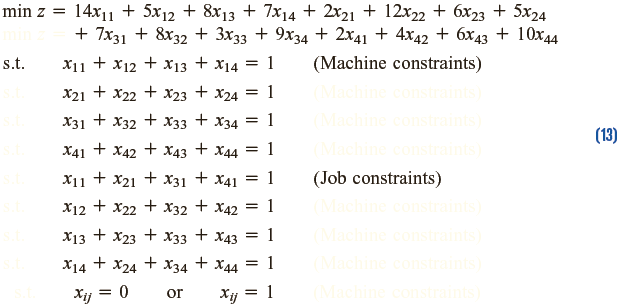 min z = 14x₁₁ + 5x₁₂ + 8x₁₃ + 7x₁₄ + 2x₂₁ + 12x₂₂ + 6x₂₃ + 5x₂₄
+ 7x₃₁ + 8x₃₂ + 3x₃₃ + 9x₃₄ + 2x₄₁ + 4x₄₂ + 6x₄₃ + 10x₄₄
s.t. x₁₁ + x₁₂ + x₁₃ + x₁₄ = 1 (Machine constraints)
x₂₁ + x₂₂ + x₂₃ + x₂₄ = 1
x₃₁ + x₃₂ + x₃₃ + x₃₄ = 1
x₄₁ + x₄₂ + x₄₃ + x₄₄ = 1
(13)
x₁₁ + x₂₁ + x₃₁ + x₄₁ = 1 (Job constraints)
x₁₂ + x₂₂ + x₃₂ + x₄₂ = 1
x₁₃ + x₂₃ + x₃₃ + x₄₃ = 1
x₁₄ + x₂₄ + x₃₄ + x₄₄ = 1
xᵢⱼ = 0 or xᵢⱼ = 1